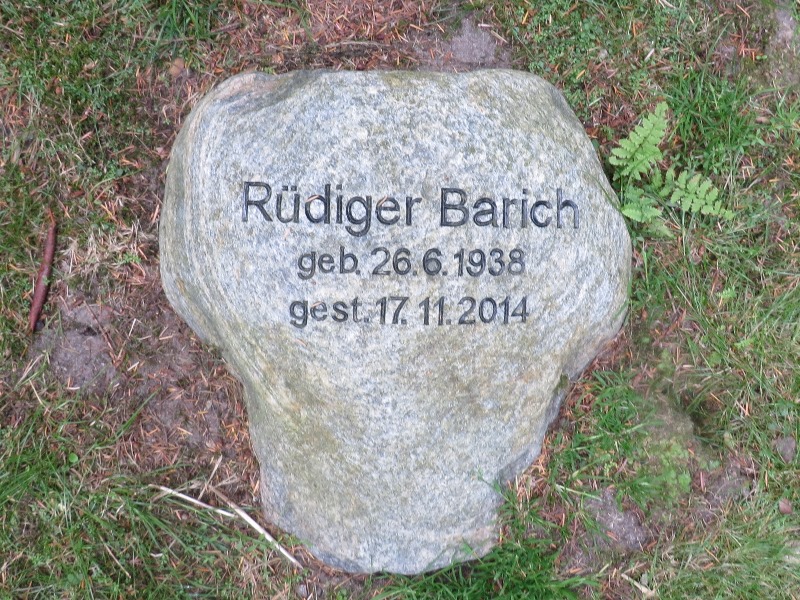 Rüdiger Barich
geb. 26.6.1938
gest. 17.11.2014